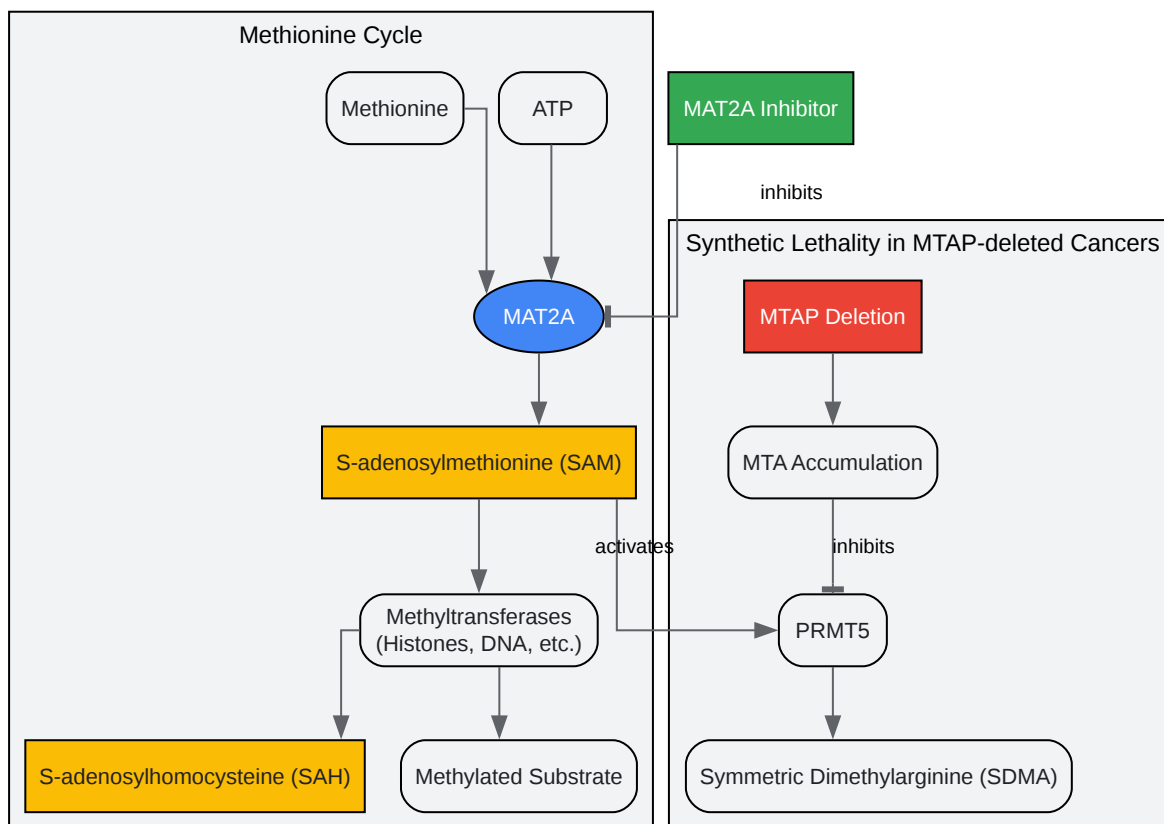 Methionine Cycle
Methionine
ATP
MAT2A Inhibitor
inhibits
Synthetic Lethality in MTAP-deleted Cancers
MAT2A
MTAP Deletion
S-adenosylmethionine (SAM)
MTA Accumulation
activates
inhibits
Methyltransferases
(Histones, DNA, etc.)
PRMT5
S-adenosylhomocysteine (SAH)
Methylated Substrate
Symmetric Dimethylarginine (SDMA)